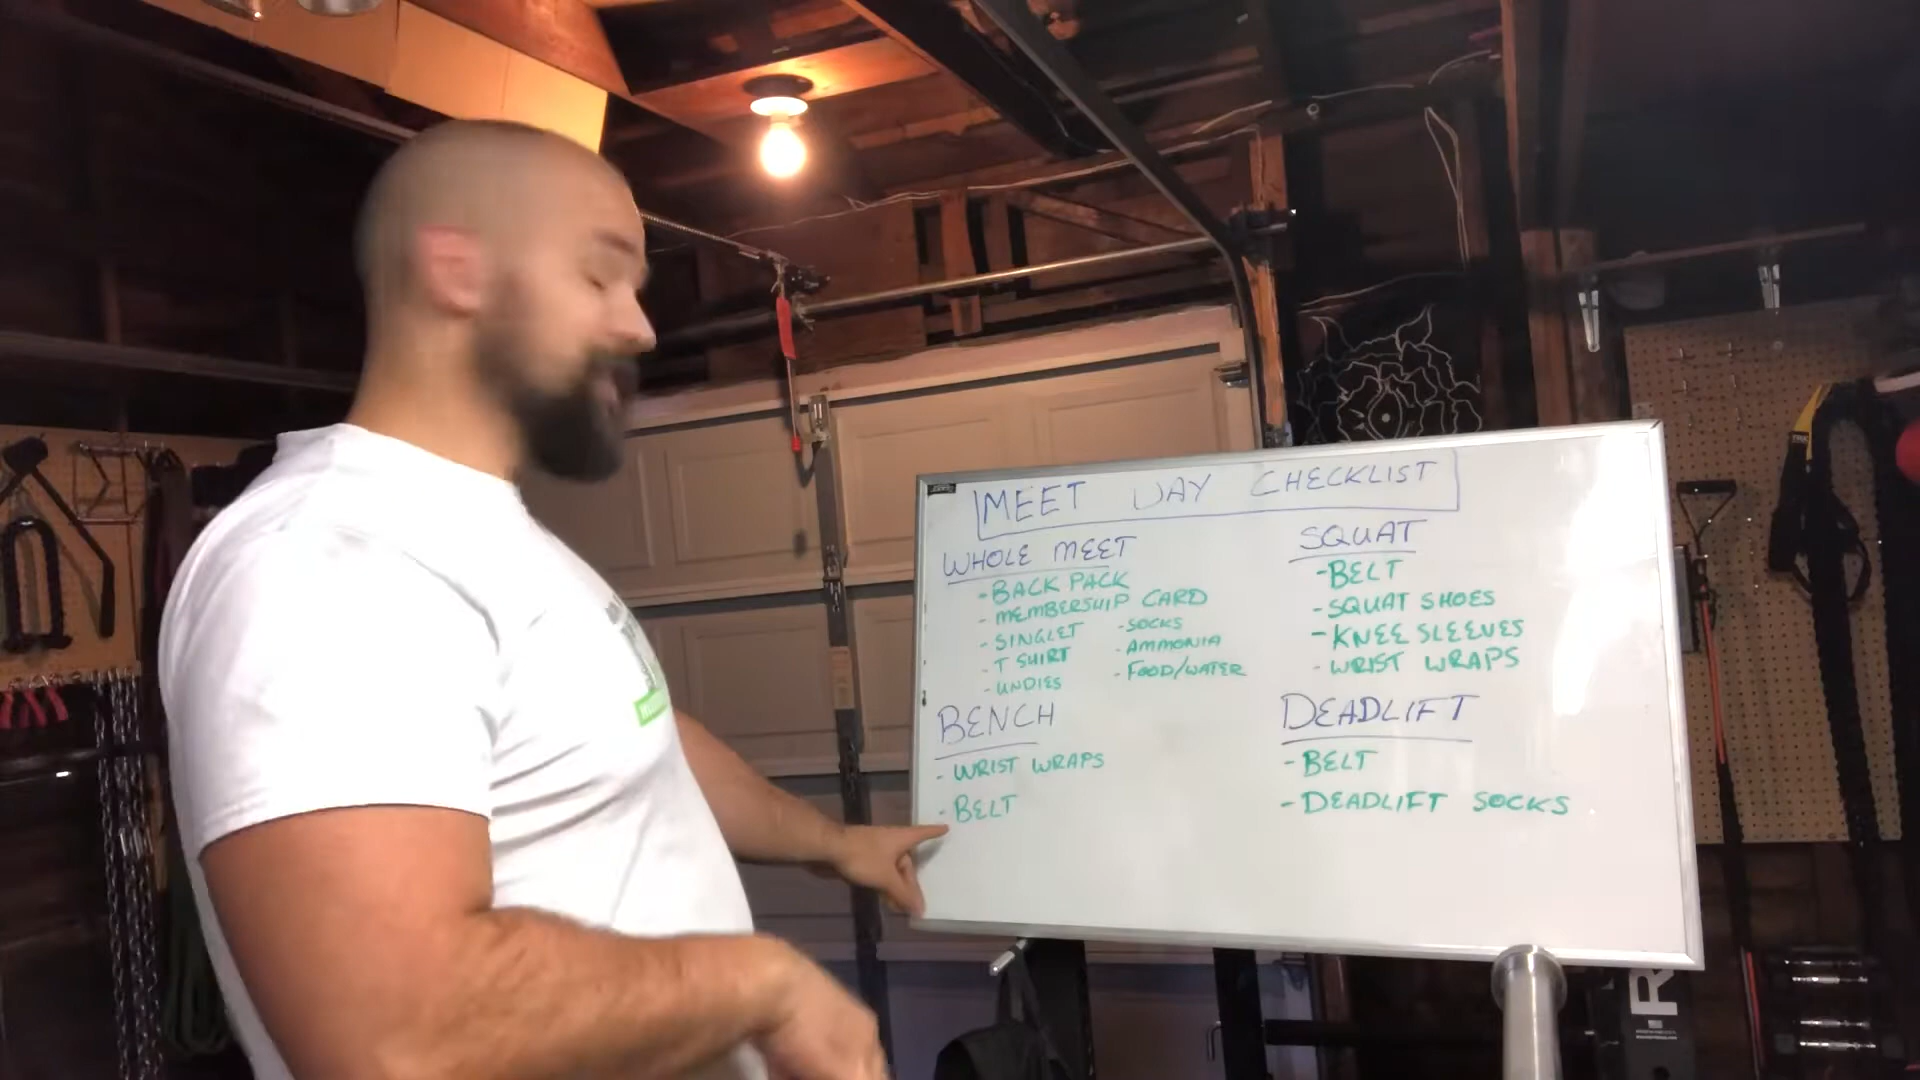 MEET DAY CHECKLIST
WHOLE MEET
- BACK PACK
- MEMBERSHIP CARD
- SINGLET
- T SHIRT
- UNDIES
- SOCKS
- AMMONIA
- FOOD/WATER
SQUAT
- BELT
- SQUAT SHOES
- KNEE SLEEVES
- WRIST WRAPS
BENCH
- WRIST WRAPS
- BELT
DEADLIFT
- BELT
- DEADLIFT SOCKS
R